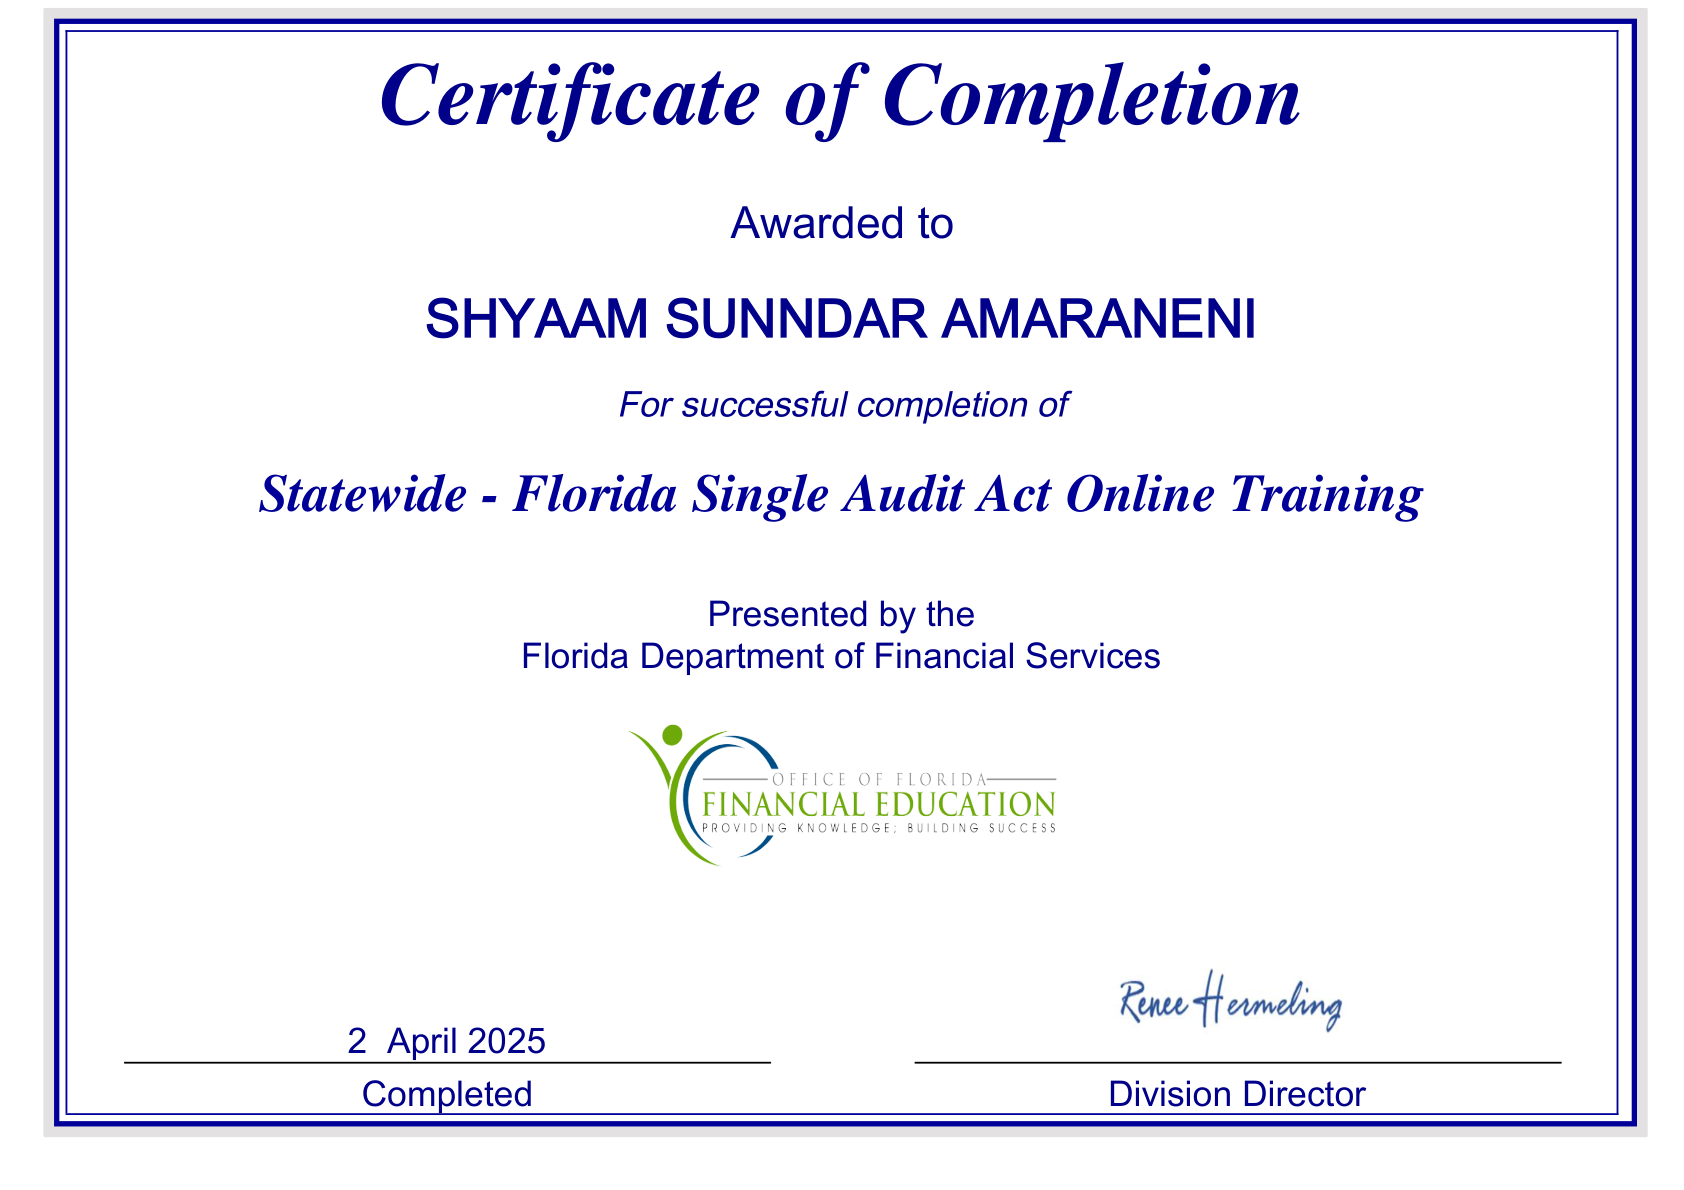 Certificate of Completion
Awarded to
SHYAAM SUNNDAR AMARANENI
For successful completion of
Statewide - Florida Single Audit Act Online Training
Presented by the
Florida Department of Financial Services
OFFICE OF FLORIDA
FINANCIAL EDUCATION
PROVIDING KNOWLEDGE; BUILDING SUCCESS
Renee Hermeling
2 April 2025
Completed
Division Director